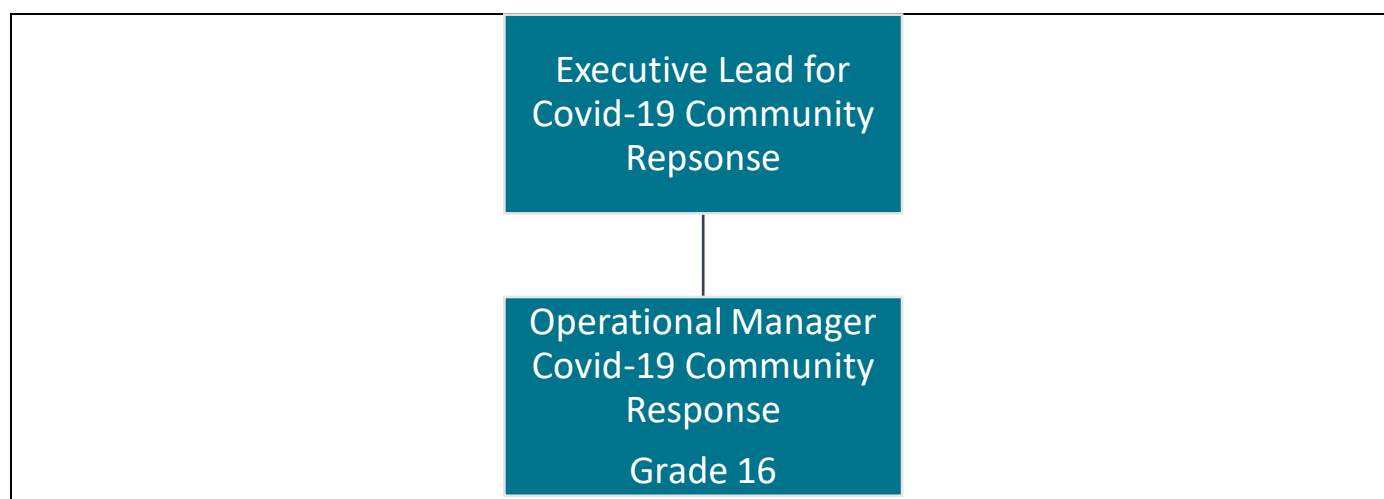 Executive Lead for
Covid-19 Community
Repsonse
Operational Manager
Covid-19 Community
Response
Grade 16